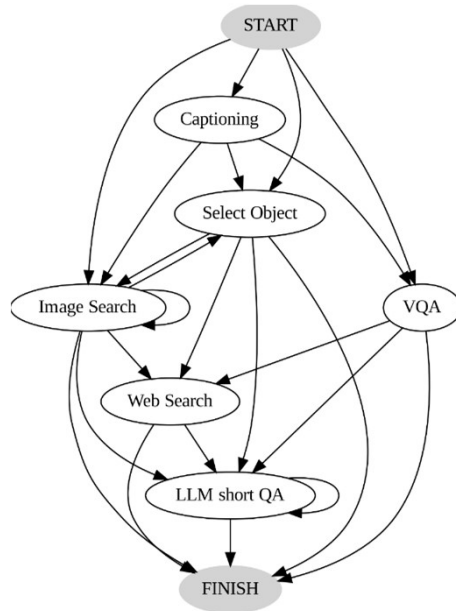 START
Captioning
Select Object
Image Search
VQA
Web Search
LLM short QA
FINISH